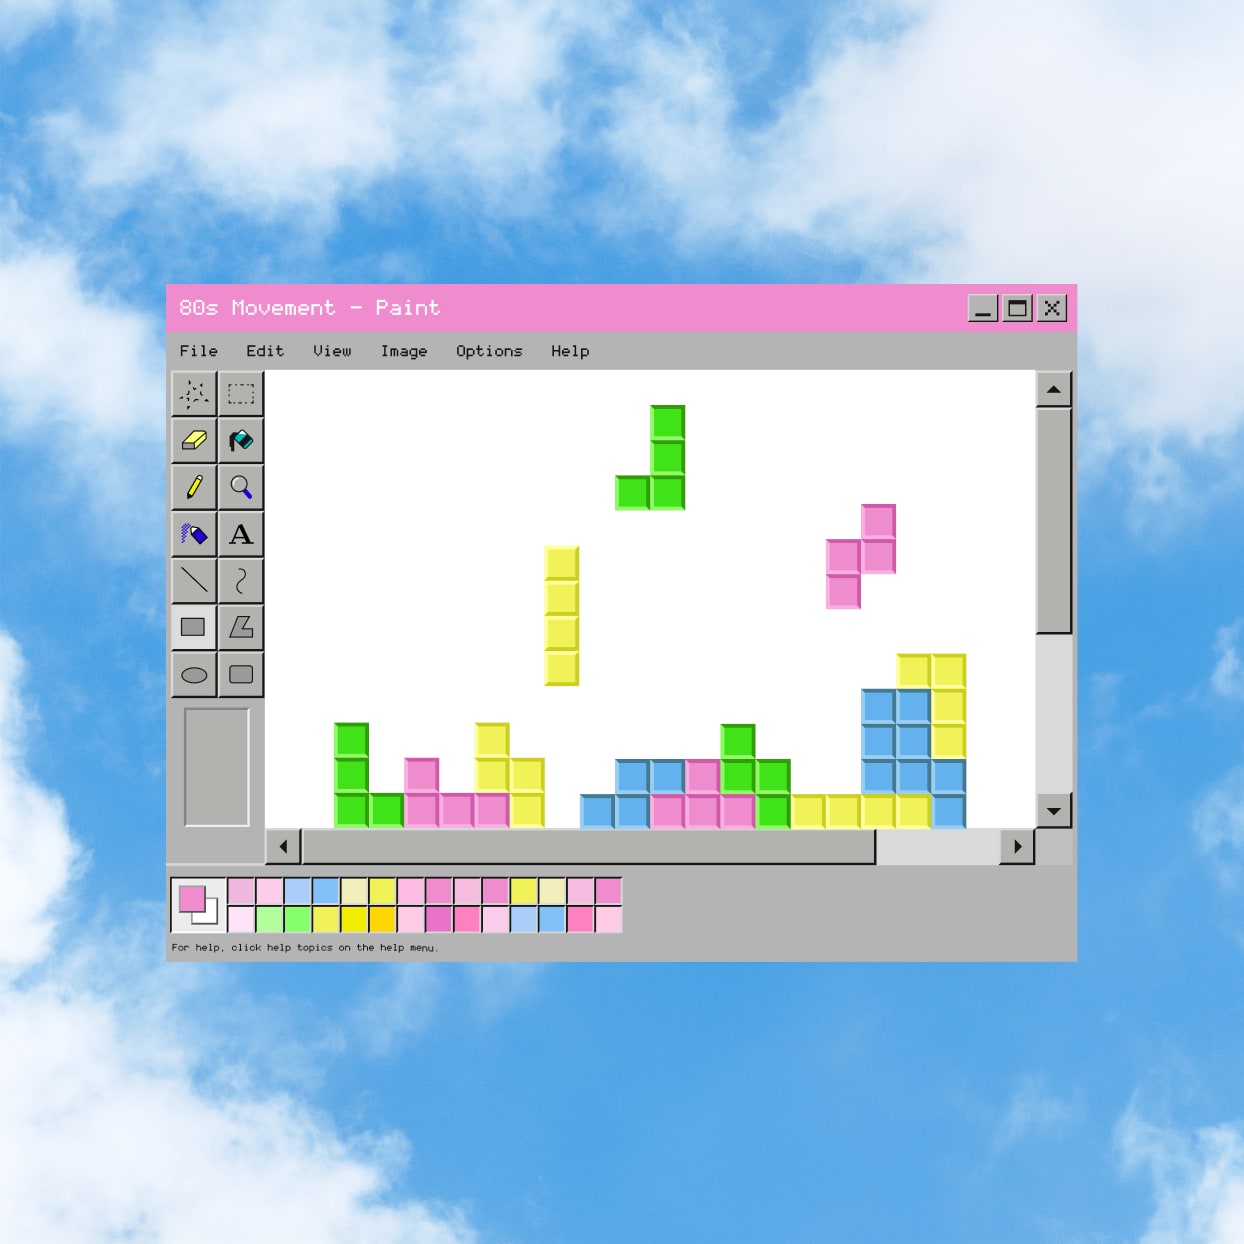 80s Movement - Paint
File Edit View Image Options Help
A
For help, click help topics on the help menu.